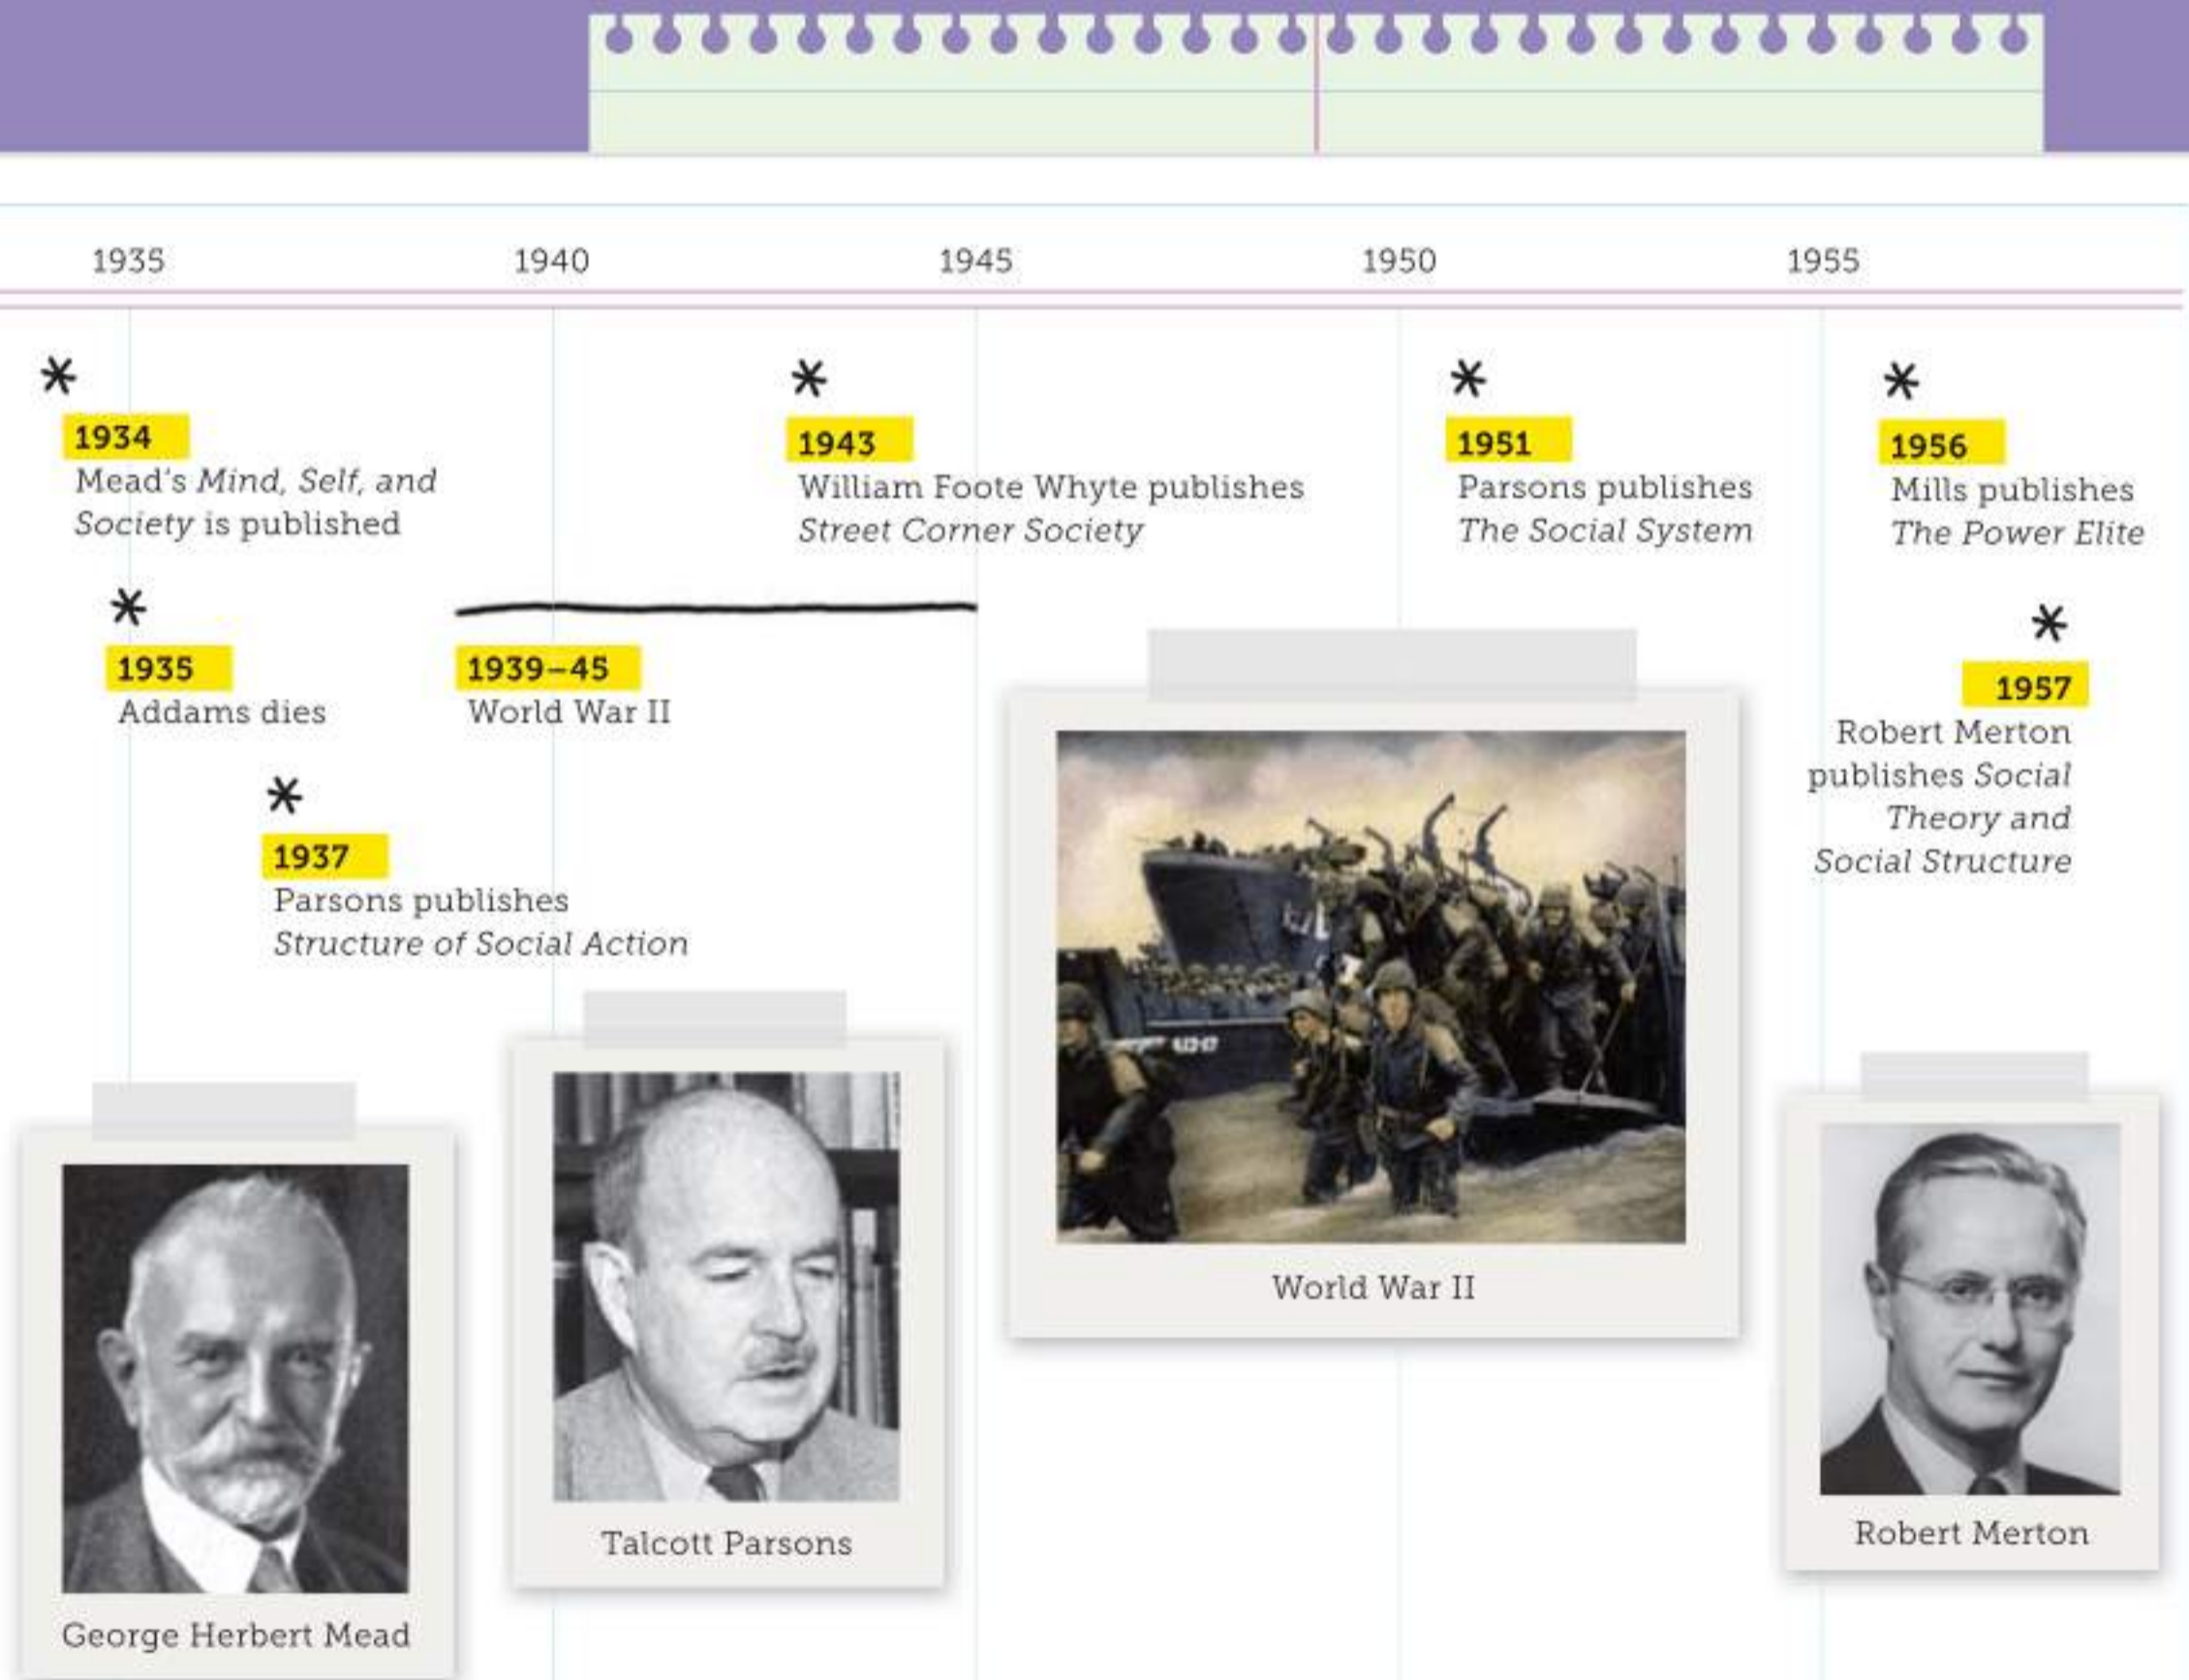 1935
1940
1945
1950
1955
1934
Mead's Mind, Self, and
Society is published
1943
William Foote Whyte publishes
Street Corner Society
1951
Parsons publishes
The Social System
1956
Mills publishes
The Power Elite
1935
Addams dies
1939–45
World War II
1957
Robert Merton
publishes Social
Theory and
Social Structure
1937
Parsons publishes
Structure of Social Action
World War II
Robert Merton
Talcott Parsons
George Herbert Mead